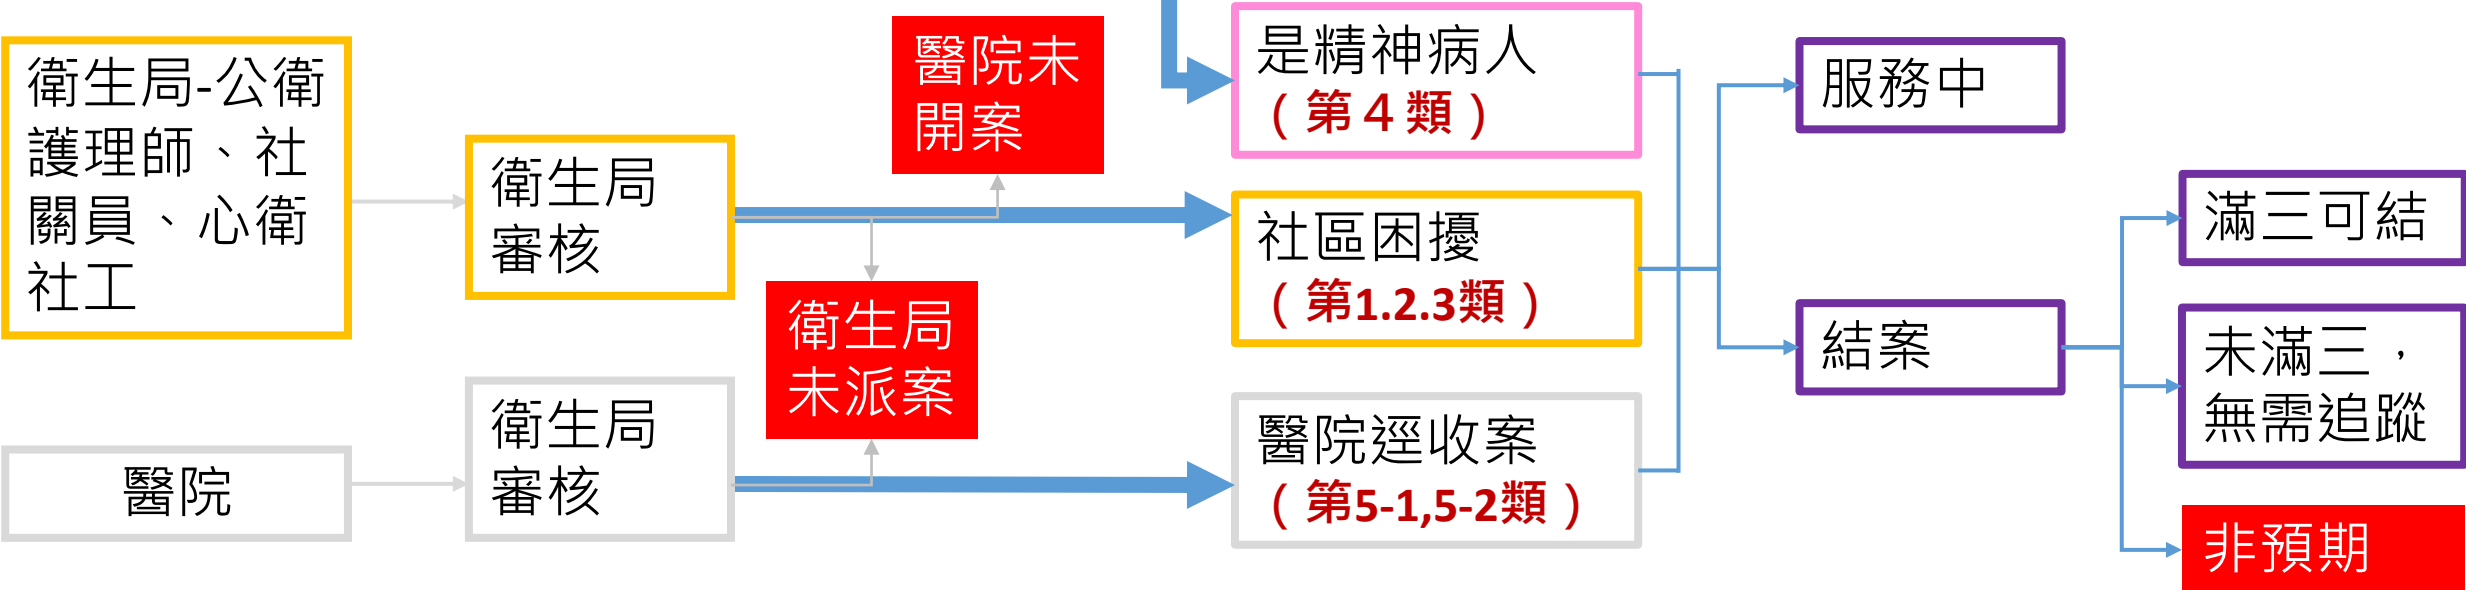 衛生局-公衛
護理師、社
關員、心衛
社工
醫院
衛生局
審核
衛生局
審核
醫院未
開案
衛生局
未派案
是精神病人
（第４類）
社區困擾
（第1.2.3類）
醫院逕收案
（第5-1,5-2類）
服務中
結案
滿三可結
未滿三，
無需追蹤
非預期